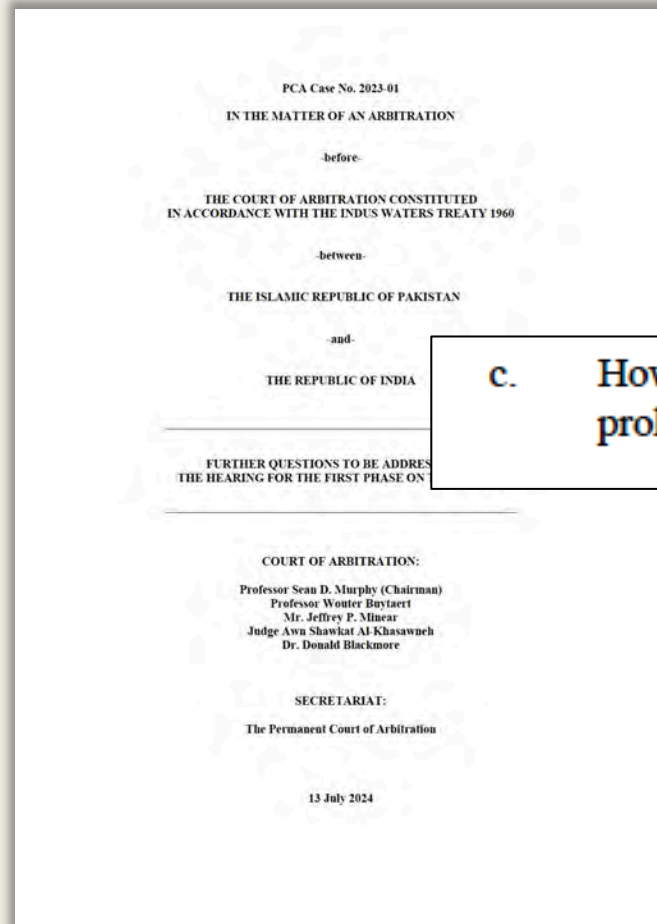 PCA Case No. 2023-01
IN THE MATTER OF AN ARBITRATION
-before-
THE COURT OF ARBITRATION CONSTITUTED
IN ACCORDANCE WITH THE INDUS WATERS TREATY 1960
-between-
THE ISLAMIC REPUBLIC OF PAKISTAN
-and-
THE REPUBLIC OF INDIA
FURTHER QUESTIONS TO BE
THE HEARING FOR THE FIRST PHASE ON
c.
COURT OF ARBITRATION:
Professor Sean D. Murphy (Chairman)
Professor Wouter Buytaert
Mr. Jeffrey P. Minear
Judge Awn Shawkat Al-Khasawneh
Dr. Donald Blackmore
SECRETARIAT:
The Permanent Court of Arbitration
13 July 2024